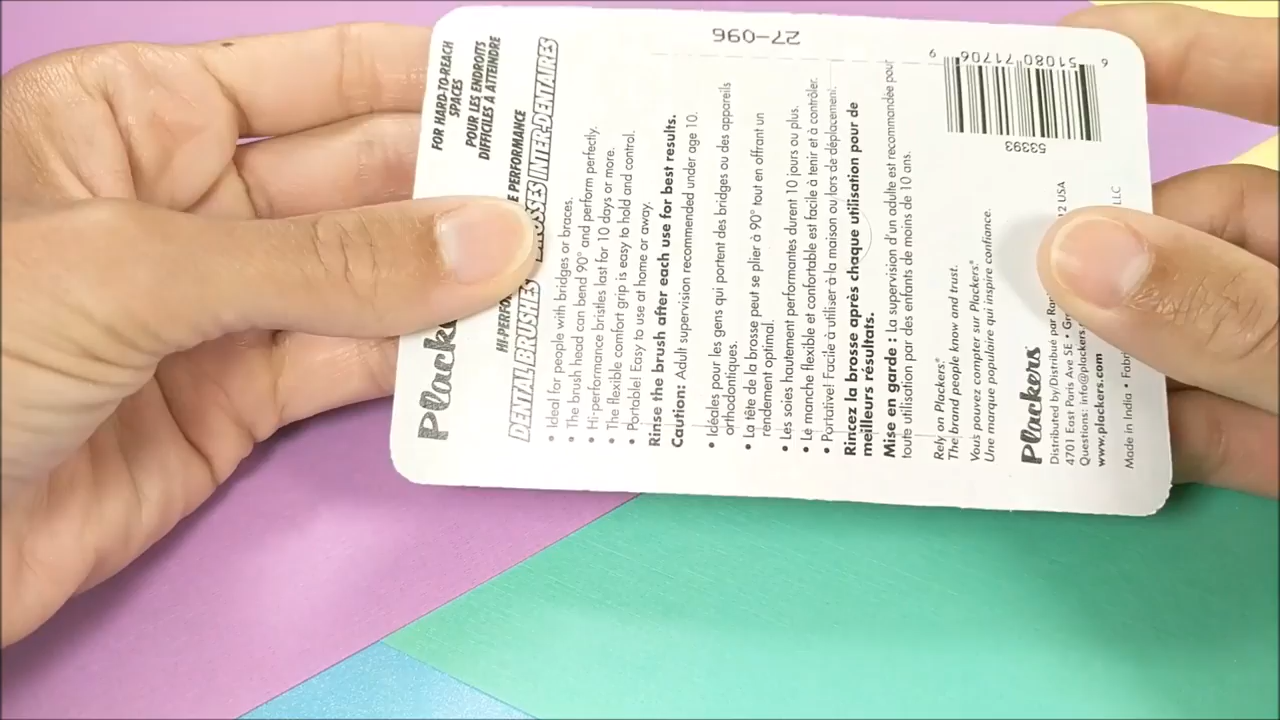 Placke
FOR HARD-TO-REACH
SPACES
POUR LES ENDROITS
DIFFICILES À ATTEINDRE
PERFORMANCE
DENTAL BRUSHES BROSSES INTER-DENTAIRES
• Ideal for people with bridges or braces.
• The brush head can bend 90° and perform perfectly.
• Hi-performance bristles last for 10 days or more.
• The flexible comfort grip is easy to hold and control.
• Portable! Easy to use at home or away.
Rinse the brush after each use for best results.
Caution: Adult supervision recommended under age 10.
• Idéales pour les gens qui portent des bridges ou des appareils
orthodontiques.
• La tête de la brosse peut se plier à 90° tout en offrant un
rendement optimal.
• Les soies hautement performantes durent 10 jours ou plus.
• Le manche flexible et confortable est facile à tenir et à contrôler.
• Portative! Facile à utiliser à la maison ou lors de déplacement.
Rincez la brosse après chaque utilisation pour de
meilleurs résultats.
Mise en garde : La supervision d'un adulte est recommandée pour
toute utilisation par des enfants de moins de 10 ans.
Rely on Plackers.®
The brand people know and trust.
Vous pouvez compter sur Plackers.®
Une marque populaire qui inspire confiance.
Plackers®
Distributed by/Distribué par LLC
4701 East Paris Ave SE • USA
Questions: info@plackers.
www.plackers.com
Made in India •
27-096
6 51080 71706 9
53393